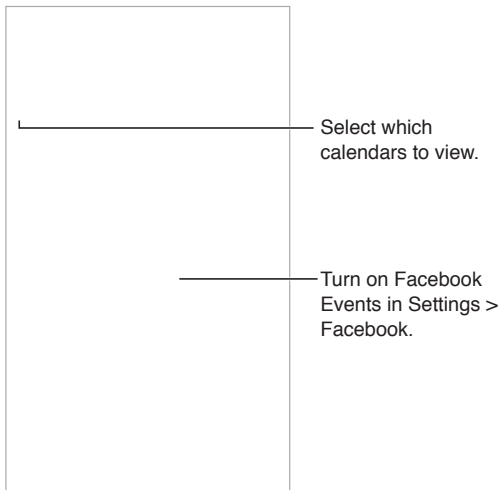 Select which
calendars to view.
Turn on Facebook
Events in Settings >
Facebook.